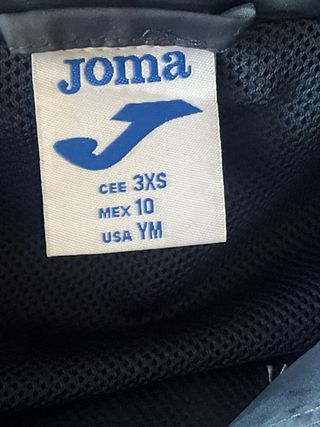 Joma
CEE 3XS
MEX 10
USA YM